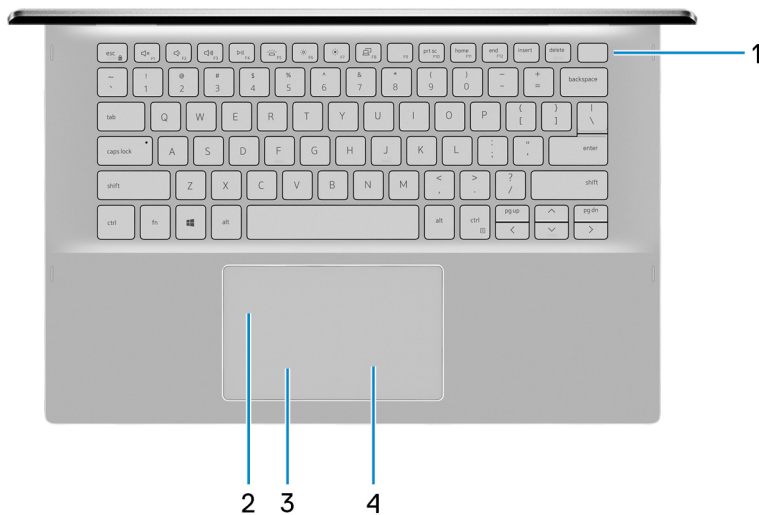 esc F1 F2 F3 F4 F5 F6 F7 F8 F9 prt sc F10 home F11 end F12 insert delete
1
~ ! @ # $ % ^ & * ( ) _ +
` 1 2 3 4 5 6 7 8 9 0 - = backspace
tab Q W E R T Y U I O P { [ } ] | \
caps lock A S D F G H J K L : ; " ' enter
shift Z X C V B N M < , > . ? / shift
ctrl fn alt alt ctrl pg up pg dn
2 3 4